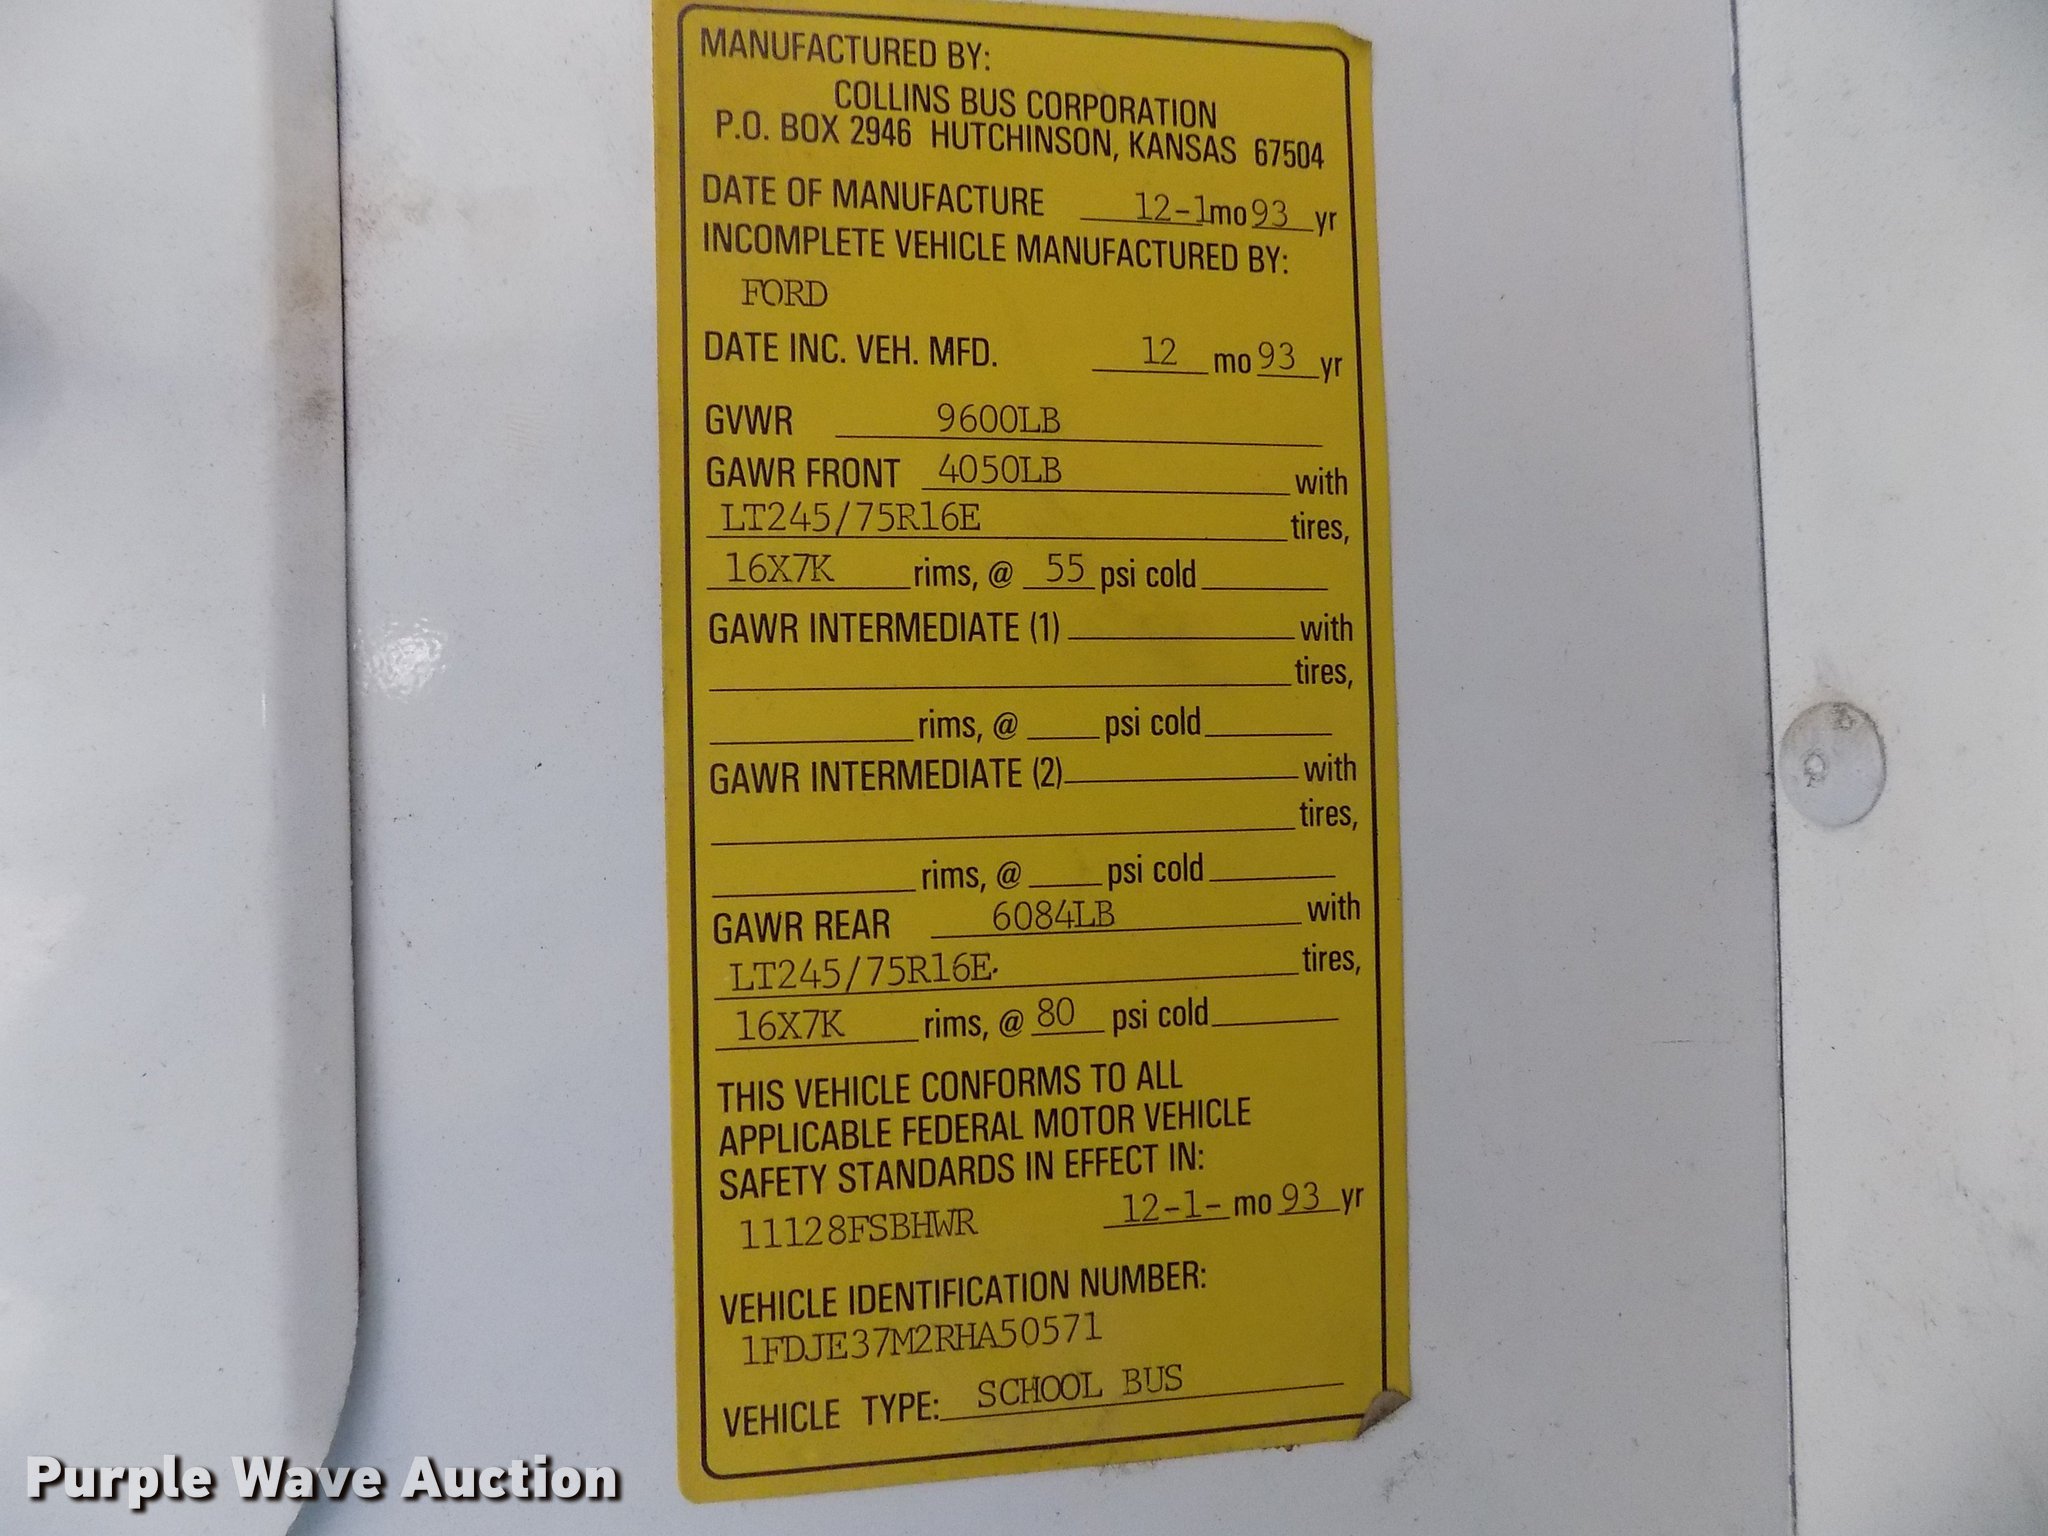 MANUFACTURED BY:
COLLINS BUS CORPORATION
P.O. BOX 2946 HUTCHINSON, KANSAS 67504
DATE OF MANUFACTURE 12-1mo 93 yr
INCOMPLETE VEHICLE MANUFACTURED BY:
FORD
DATE INC. VEH. MFD. 12 mo 93 yr
GVWR 9600LB
GAWR FRONT 4050LB with
LT245/75R16E tires,
16X7K rims, @ 55 psi cold
GAWR INTERMEDIATE (1) with
tires,
rims, @ psi cold
GAWR INTERMEDIATE (2) with
tires,
rims, @ psi cold
GAWR REAR 6084LB with
LT245/75R16E tires,
16X7K rims, @ 80 psi cold
THIS VEHICLE CONFORMS TO ALL
APPLICABLE FEDERAL MOTOR VEHICLE
SAFETY STANDARDS IN EFFECT IN:
11128FSBHWR 12-1- mo 93 yr
VEHICLE IDENTIFICATION NUMBER:
1FDJE37M2RHA50571
VEHICLE TYPE: SCHOOL BUS
Purple Wave Auction